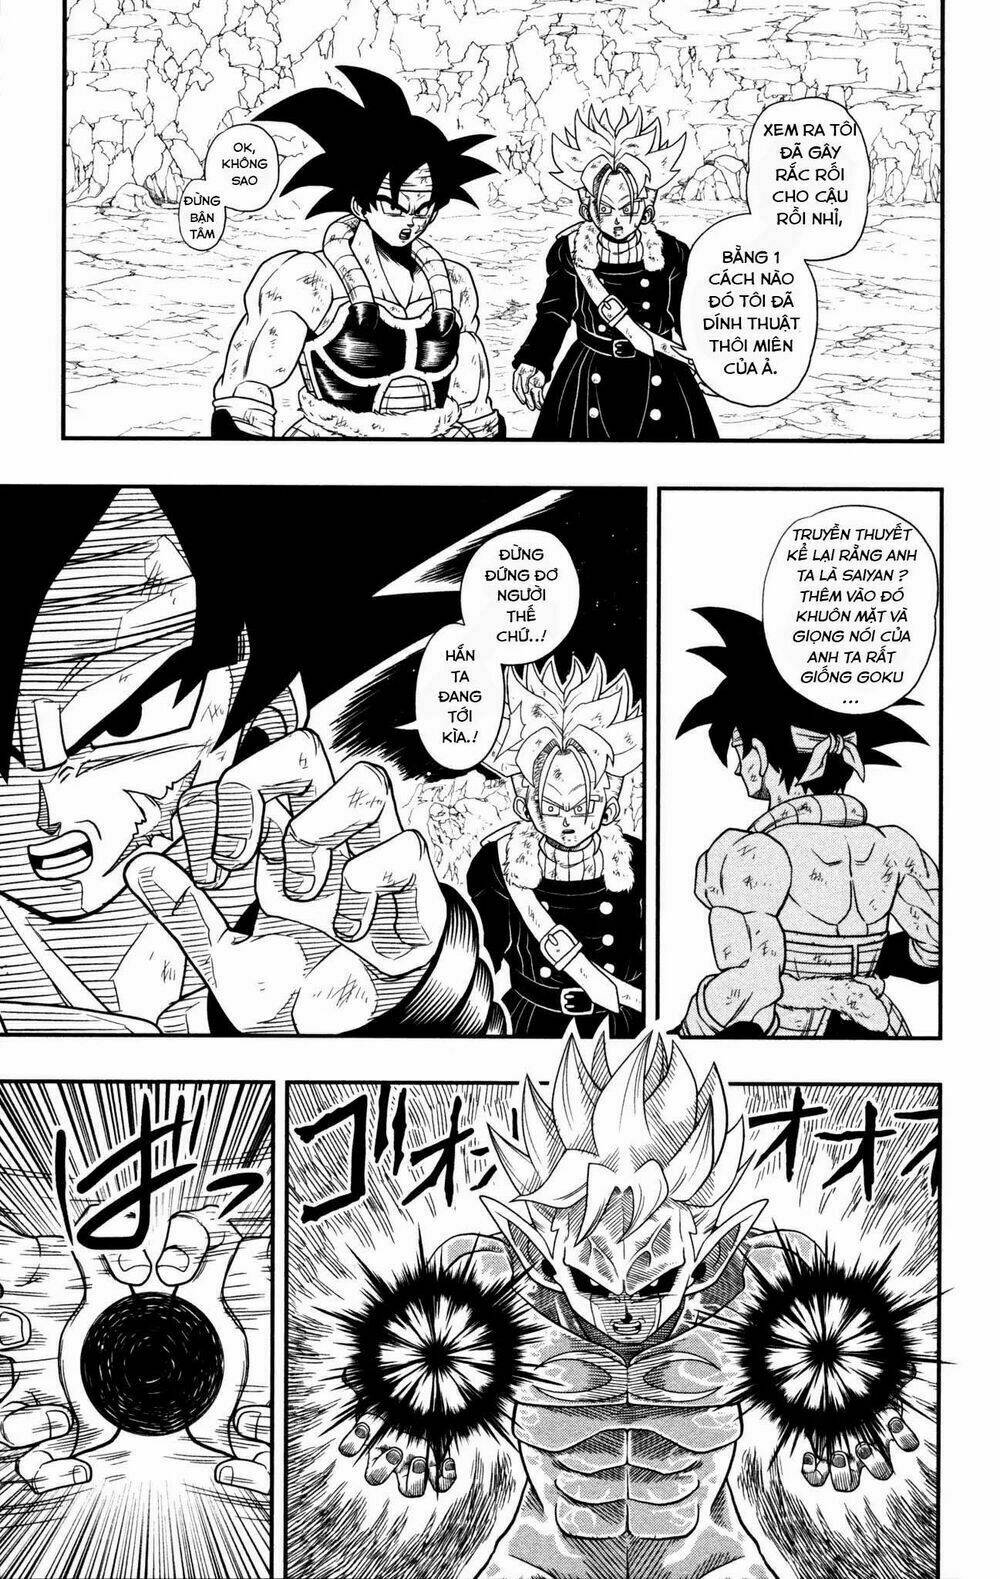 XEM RA TÔI
ĐÃ GÂY
RẮC RỐI
CHO CẬU
RỒI NHỈ,
BẰNG 1
CÁCH NÀO
ĐÓ TÔI ĐÃ
DÍNH THUẬT
THÔI MIÊN
CỦA Ả.
OK,
KHÔNG
SAO
ĐỪNG
BẬN
TÂM
TRUYỀN THUYẾT
KỂ LẠI RẰNG ANH
TA LÀ SAIYAN ?
THÊM VÀO ĐÓ
KHUÔN MẶT VÀ
GIỌNG NÓI CỦA
ANH TA RẤT
GIỐNG GOKU
...
ĐỪNG
ĐỨNG ĐƠ
NGƯỜI
THẾ
CHỨ..!
HẮN
TA
ĐANG
TỚI
KÌA.!
ゴオオオオオ
ばっ